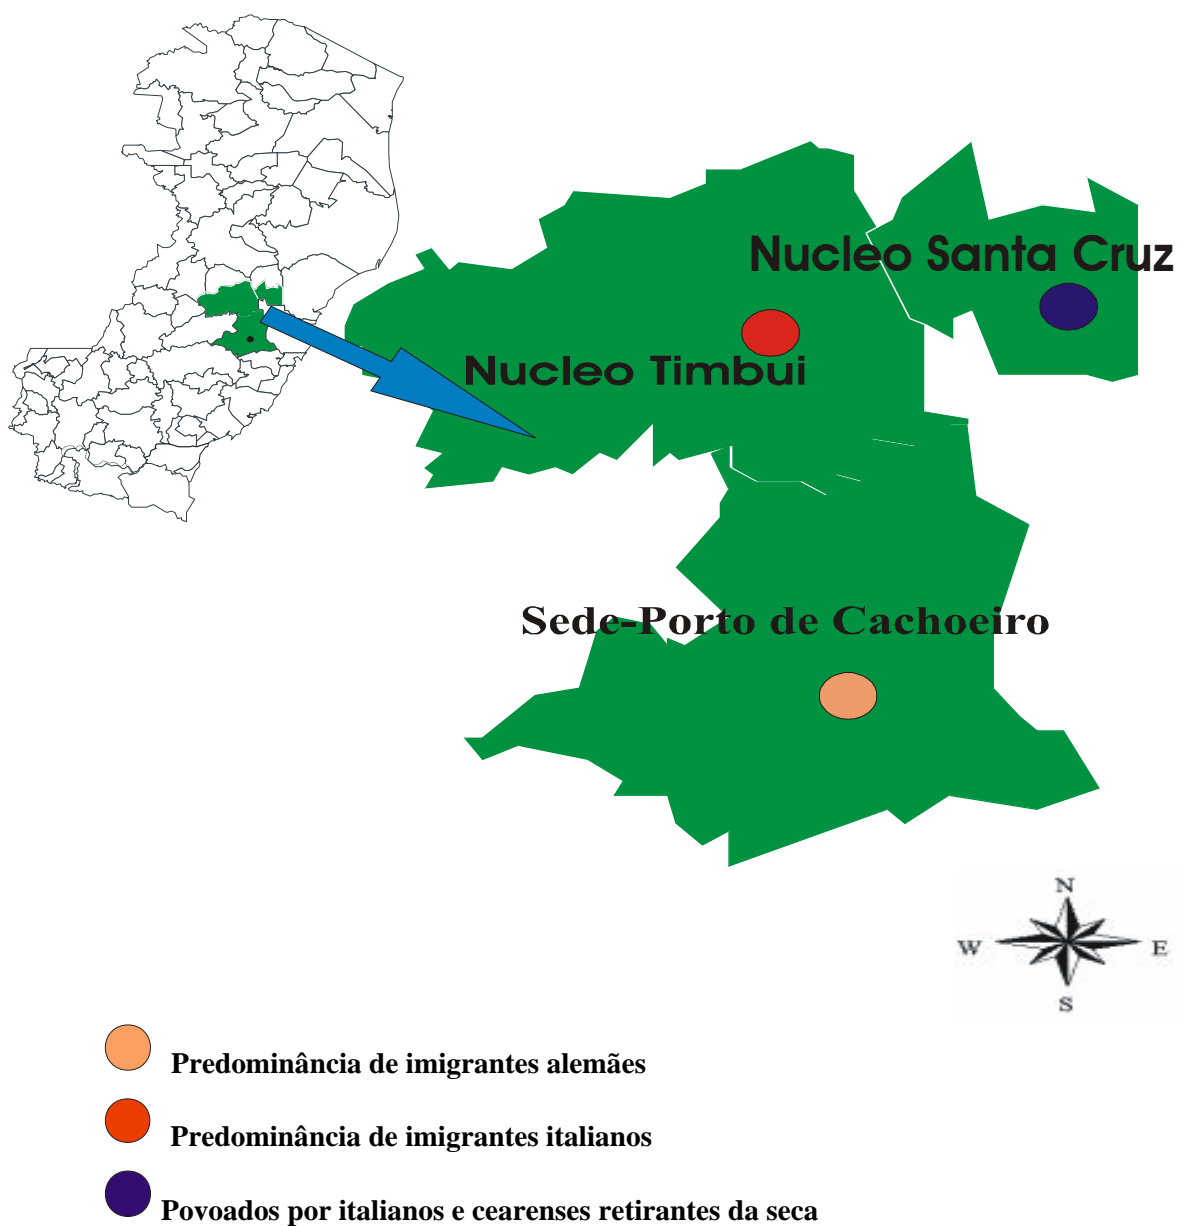 Nucleo Santa Cruz
Nucleo Timbui
Sede-Porto de Cachoeiro
N
W E
S
Predominância de imigrantes alemães
Predominância de imigrantes italianos
Povoados por italianos e cearenses retirantes da seca